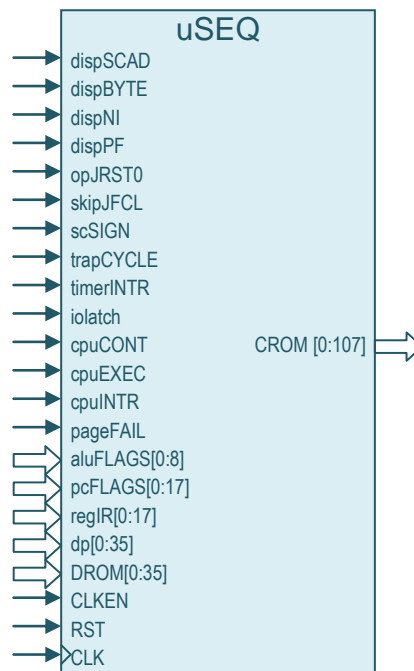 uSEQ
dispSCAD
dispBYTE
dispNI
dispPF
opJRST0
skipJFCL
scSIGN
trapCYCLE
timerINTR
iolatch
cpuCONT
CROM [0:107]
cpuEXEC
cpuINTR
pageFAIL
aluFLAGS[0:8]
pcFLAGS[0:17]
regIR[0:17]
dp[0:35]
DROM[0:35]
CLKEN
RST
CLK